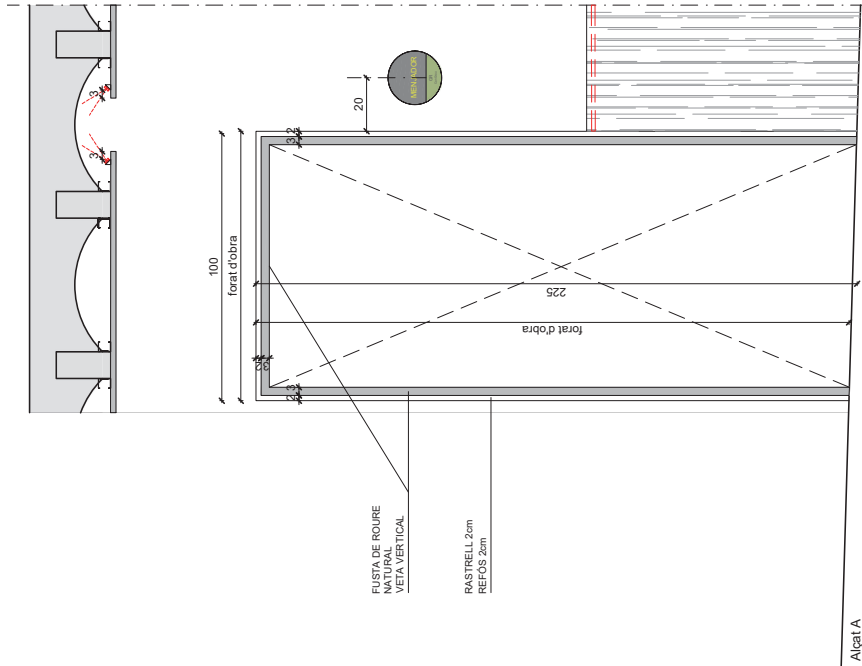 3
3
MENJADOR
20
100
forat d'obra
3 2
225
forat d'obra
2
3
2 3
FUSTA DE ROURE
NATURAL
VETA VERTICAL
RASTRELL 2cm
REFÓS 2cm
Alçat A